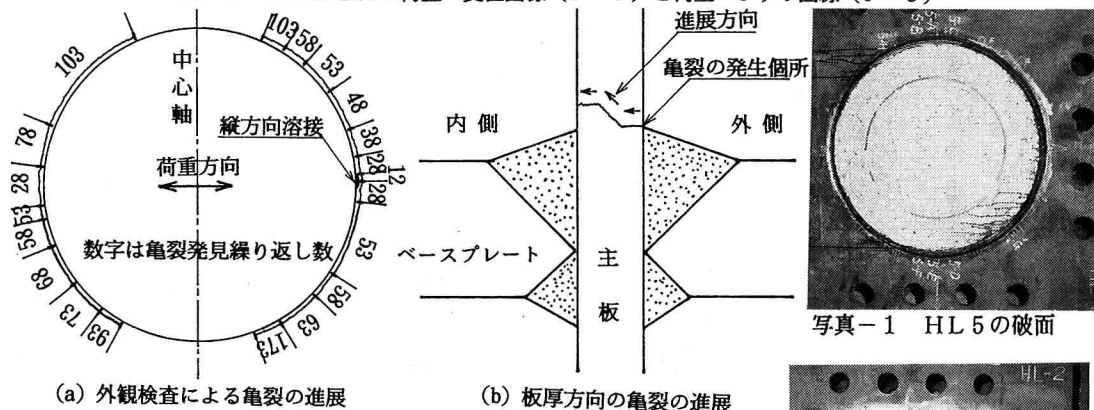 中心軸
荷重方向
縦方向溶接
数字は亀裂発見繰り返し数
103
78
28
53
58
68
73
93
103
58
53
48
38
28
12
28
53
58
63
173
(a) 外観検査による亀裂の進展
進展方向
亀裂の発生個所
内側
外側
ベースプレート
主板
(b) 板厚方向の亀裂の進展
写真-1 HL5の破面
HL-2